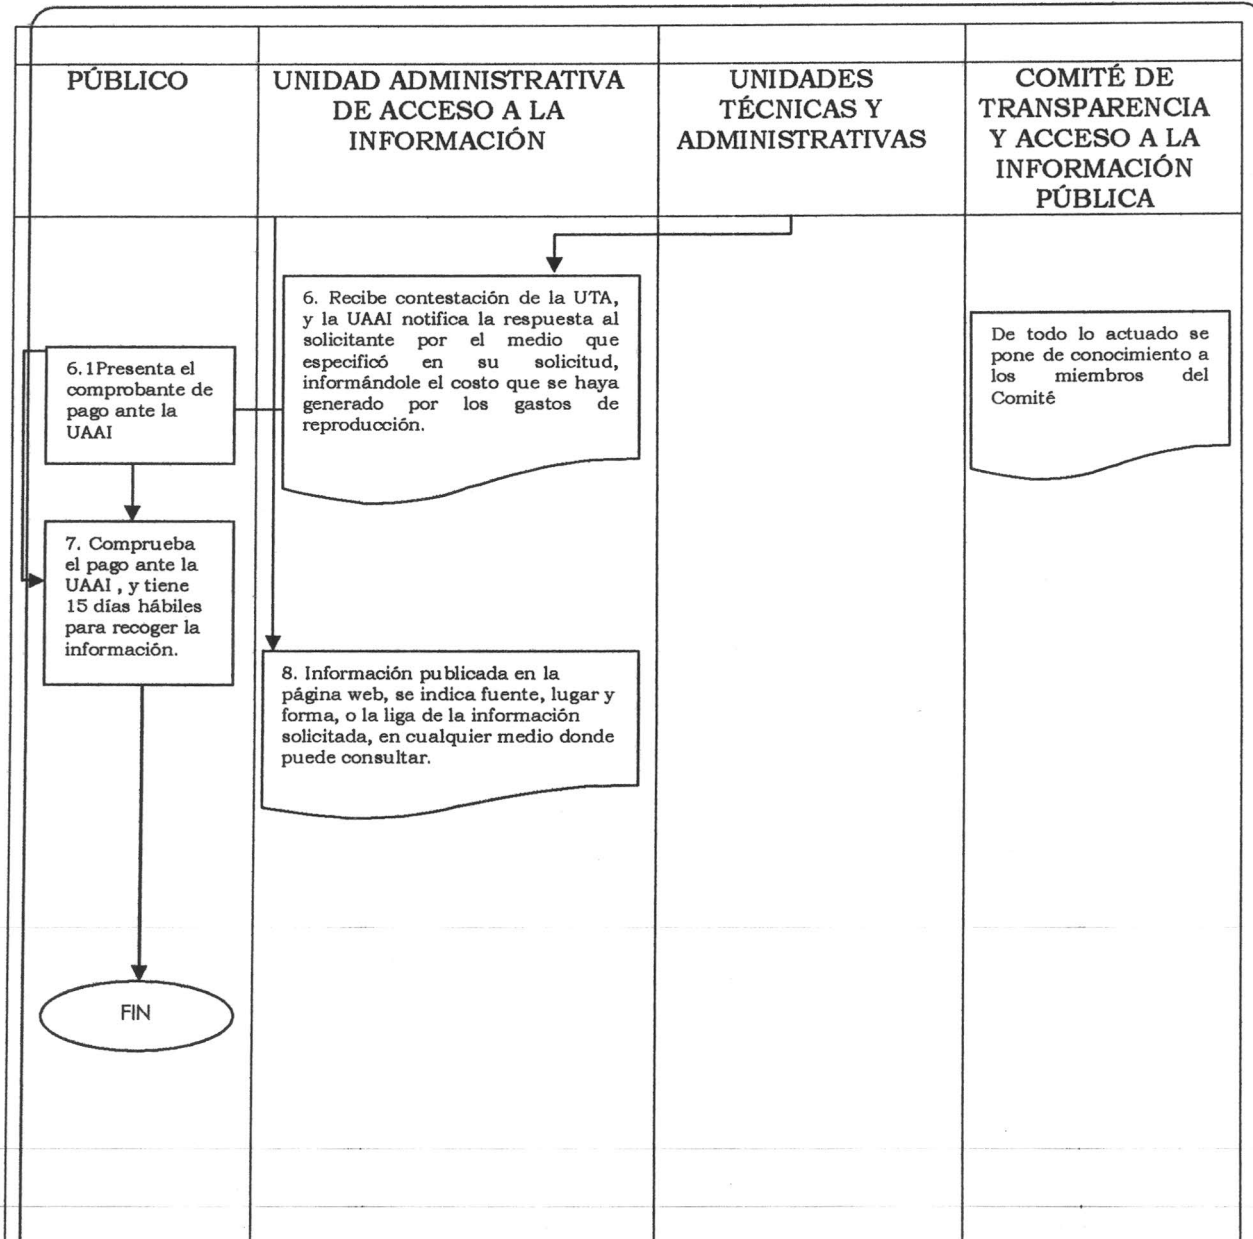 PÚBLICO
UNIDAD ADMINISTRATIVA
DE ACCESO A LA
INFORMACIÓN
UNIDADES
TÉCNICAS Y
ADMINISTRATIVAS
COMITÉ DE
TRANSPARENCIA
Y ACCESO A LA
INFORMACIÓN
PÚBLICA
6. Recibe contestación de la UTA,
y la UAAI notifica la respuesta al
solicitante por el medio que
especificó en su solicitud,
informándole el costo que se haya
generado por los gastos de
reproducción.
De todo lo actuado se
pone de conocimiento a
los miembros del
Comité
6.1Presenta el
comprobante de
pago ante la
UAAI
7. Comprueba
el pago ante la
UAAI , y tiene
15 días hábiles
para recoger la
información.
8. Información publicada en la
página web, se indica fuente, lugar y
forma, o la liga de la información
solicitada, en cualquier medio donde
puede consultar.
FIN